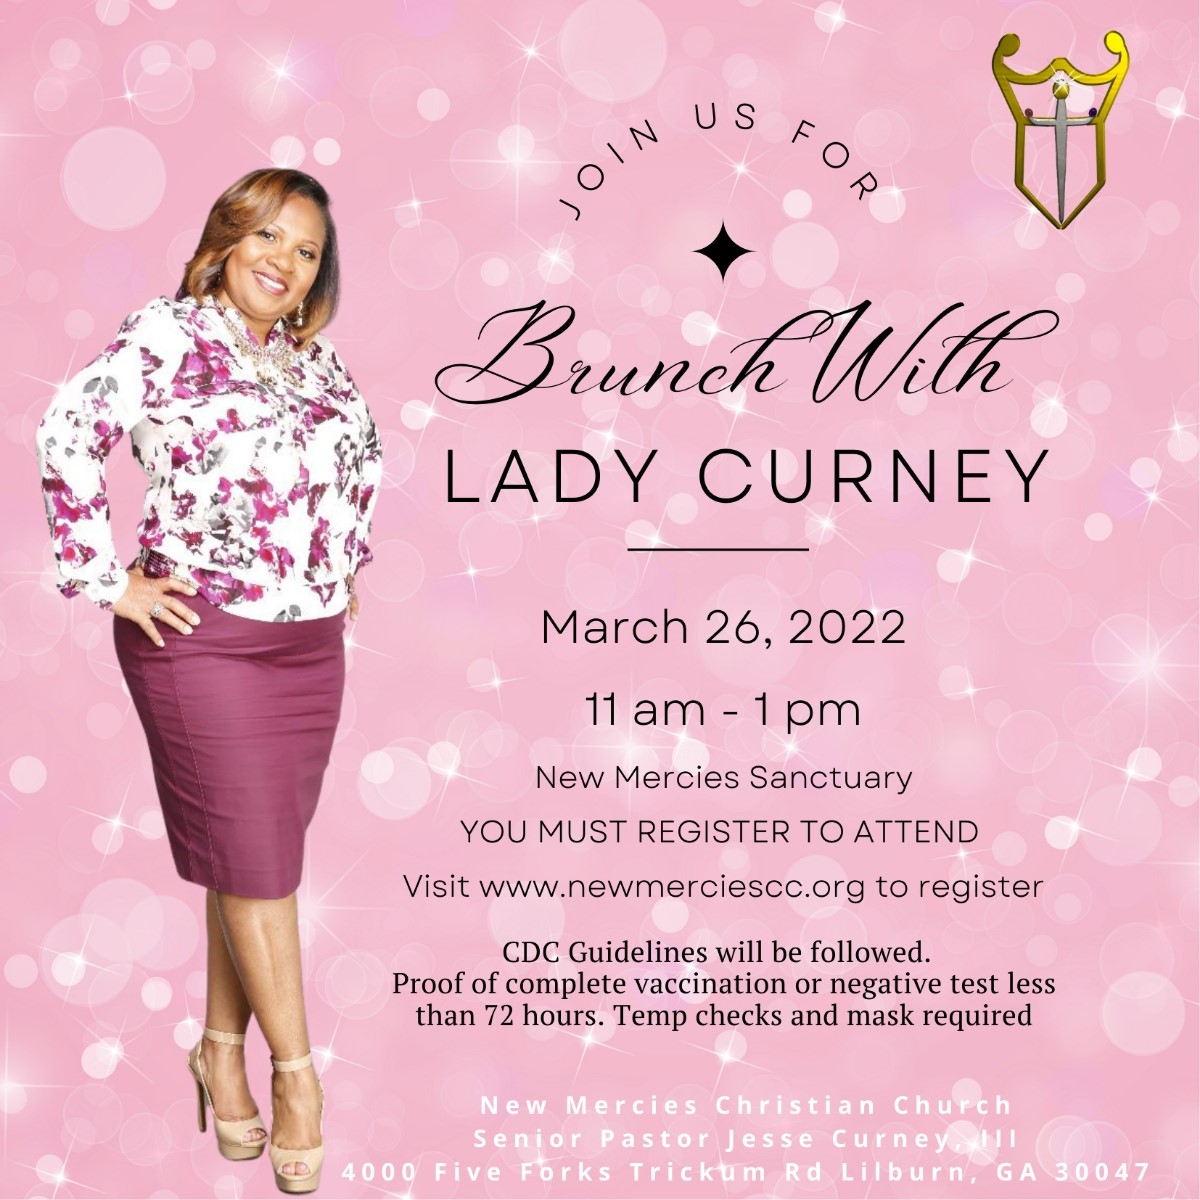 JOIN US FOR
Brunch With
LADY CURNEY
March 26, 2022
11 am - 1 pm
New Mercies Sanctuary
YOU MUST REGISTER TO ATTEND
Visit www.newmerciescc.org to register
CDC Guidelines will be followed.
Proof of complete vaccination or negative test less
than 72 hours. Temp checks and mask required
New Mercies Christian Church
Senior Pastor Jesse Curney, III
4000 Five Forks Trickum Rd Lilburn, GA 30047